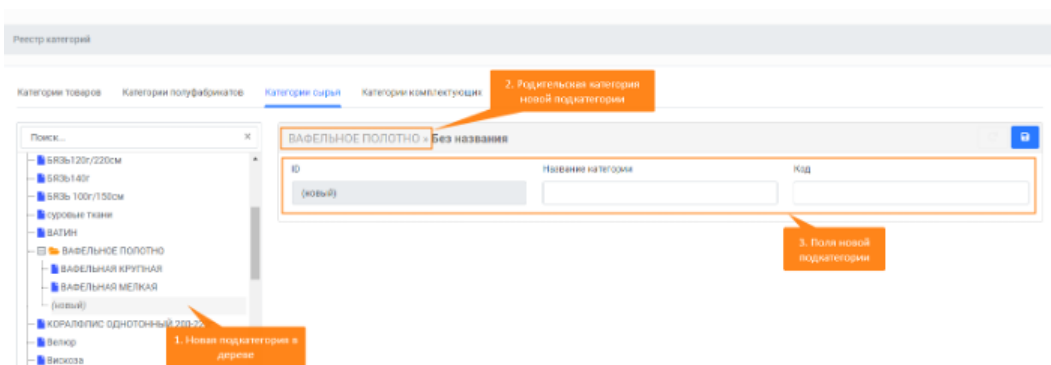 Реестр категорий
Категории товаров Категории полуфабрикатов Категории сырья Категории комплектующих
2. Родительская категория
новой подкатегории
Поиск... ×
ВАФЕЛЬНОЕ ПОЛОТНО » Без названия
БЯЗЬ120г/220см
БЯЗЬ140г
БЯЗЬ 100г/150см
суровые ткани
ВАТИН
ВАФЕЛЬНОЕ ПОЛОТНО
ВАФЕЛЬНАЯ КРУПНАЯ
ВАФЕЛЬНАЯ МЕЛКАЯ
(новый)
КОРАЛФЛИС ОДНОТОННЫЙ
Велюр
Вискоза
ID Название категории Код
(новый)
3. Поля новой
подкатегории
1. Новая подкатегория в
дереве